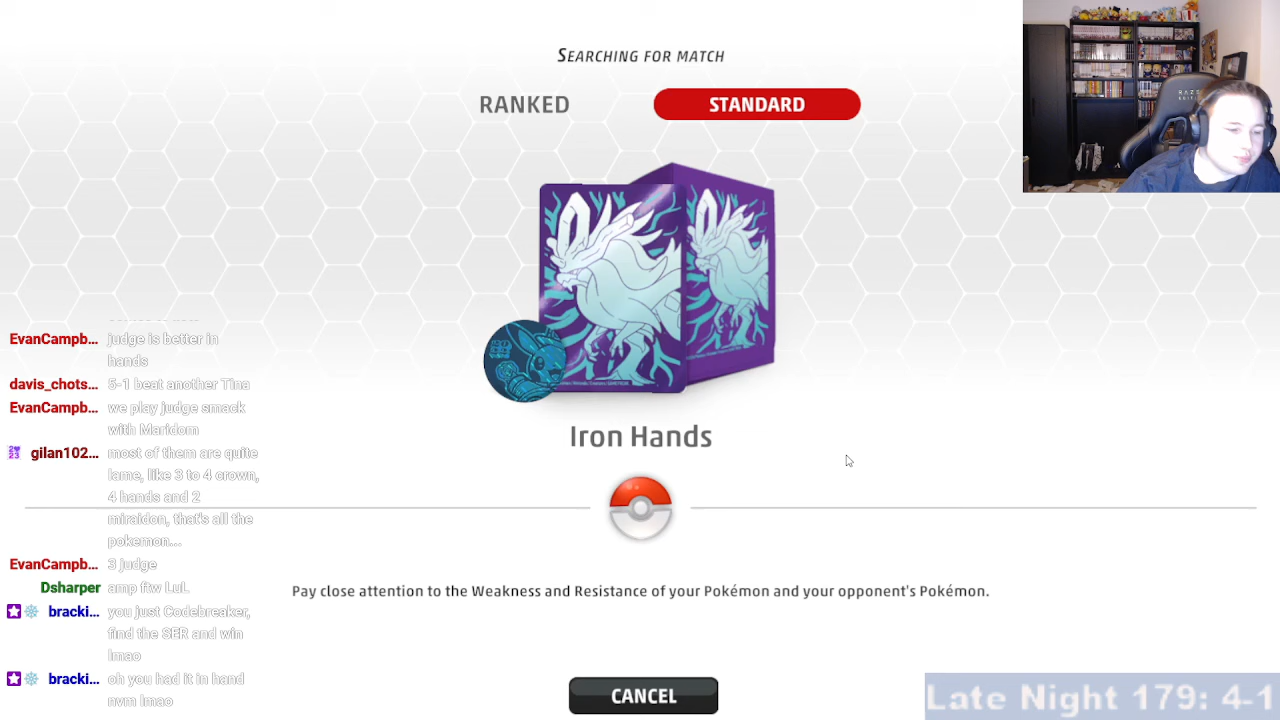 SEARCHING FOR MATCH
RANKED
STANDARD
Iron Hands
EvanCampb... judge is better in
hands
davis_chots... 5-1 beat another Tina
EvanCampb... we play judge smack
with Maridom
gilan102... most of them are quite
lame, like 3 to 4 crown,
4 hands and 2
miraidon, that's all the
pokemon...
EvanCampb... 3 judge
Dsharper amp ftw LuL
bracki... you just Codebreaker,
find the SER and win
lmao
bracki... oh you had it in hand
nvm lmao
Pay close attention to the Weakness and Resistance of your Pokémon and your opponent's Pokémon.
CANCEL
Late Night 179: 4-1